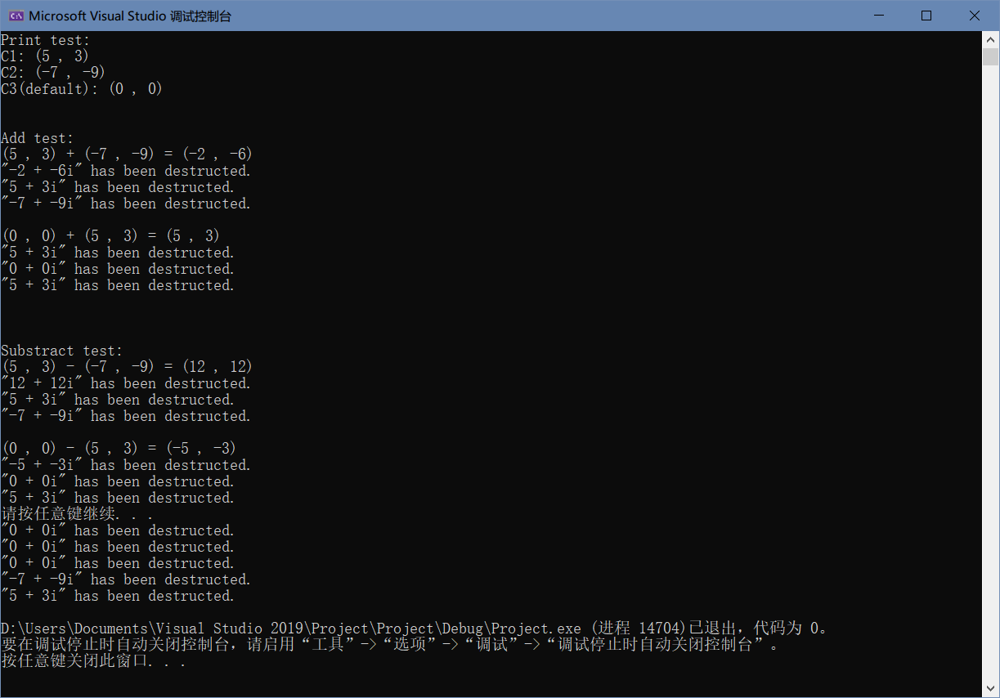 Microsoft Visual Studio 调试控制台
Print test:
C1: (5 , 3)
C2: (-7 , -9)
C3(default): (0 , 0)
Add test:
(5 , 3) + (-7 , -9) = (-2 , -6)
"-2 + -6i" has been destructed.
"5 + 3i" has been destructed.
"-7 + -9i" has been destructed.
(0 , 0) + (5 , 3) = (5 , 3)
"5 + 3i" has been destructed.
"0 + 0i" has been destructed.
"5 + 3i" has been destructed.
Substract test:
(5 , 3) - (-7 , -9) = (12 , 12)
"12 + 12i" has been destructed.
"5 + 3i" has been destructed.
"-7 + -9i" has been destructed.
(0 , 0) - (5 , 3) = (-5 , -3)
"-5 + -3i" has been destructed.
"0 + 0i" has been destructed.
"5 + 3i" has been destructed.
请按任意键继续. . .
"0 + 0i" has been destructed.
"0 + 0i" has been destructed.
"0 + 0i" has been destructed.
"-7 + -9i" has been destructed.
"5 + 3i" has been destructed.
D:\Users\Documents\Visual Studio 2019\Project\Project\Debug\Project.exe (进程 14704)已退出，代码为 0。
要在调试停止时自动关闭控制台，请启用“工具”->“选项”->“调试”->“调试停止时自动关闭控制台”。
按任意键关闭此窗口. . .